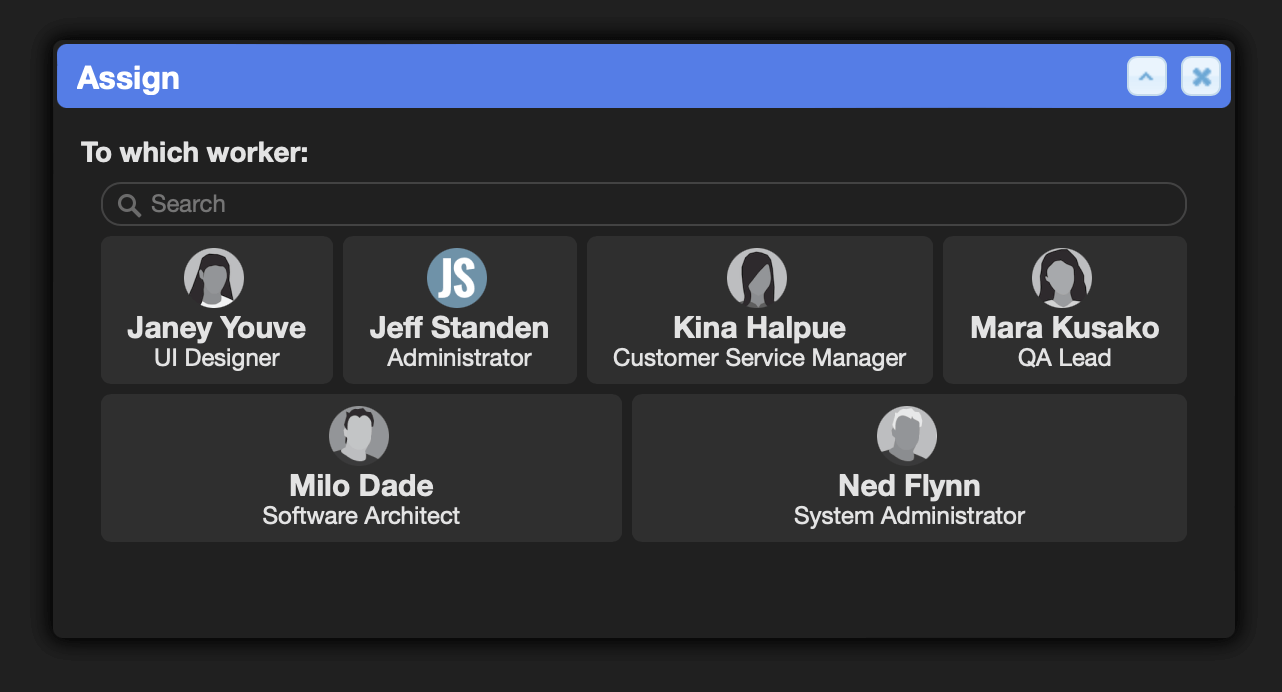 Assign
To which worker:
Search
Janey Youve
UI Designer
JS
Jeff Standen
Administrator
Kina Halpue
Customer Service Manager
Mara Kusako
QA Lead
Milo Dade
Software Architect
Ned Flynn
System Administrator